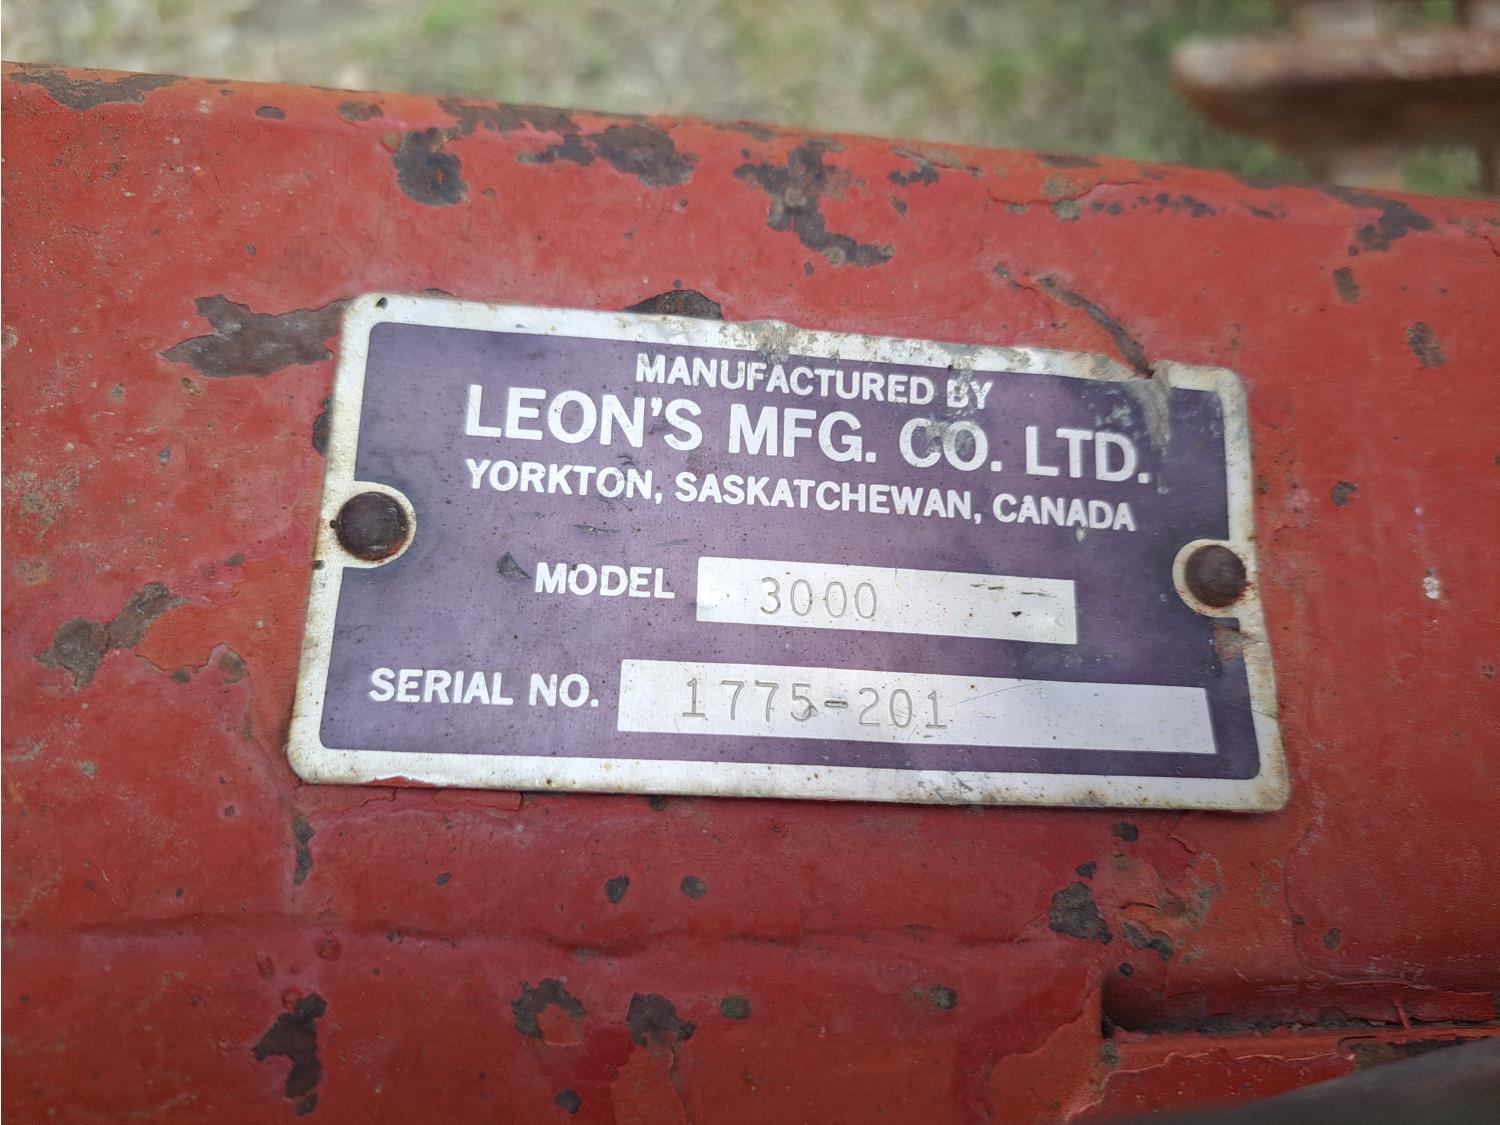 MANUFACTURED BY
LEON'S MFG. CO. LTD.
YORKTON, SASKATCHEWAN, CANADA
MODEL 3000
SERIAL NO. 1775-201